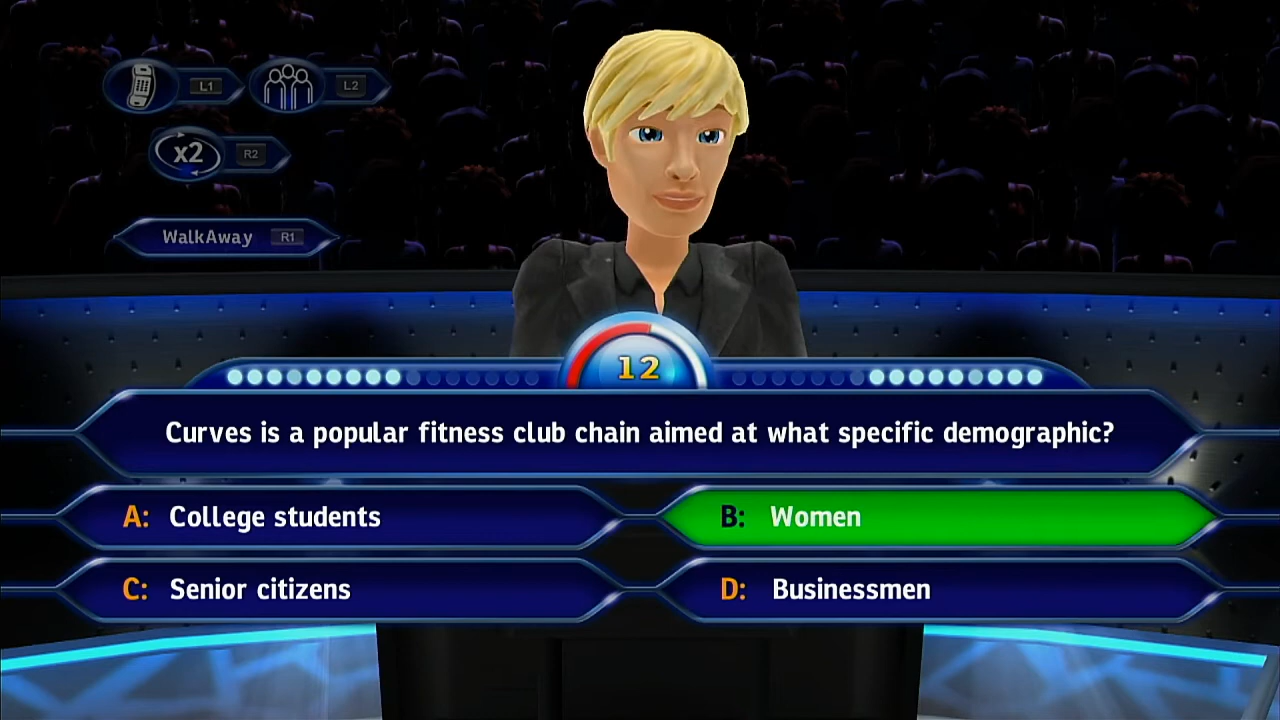 L1
L2
x2
R2
WalkAway R1
12
Curves is a popular fitness club chain aimed at what specific demographic?
A: College students
B: Women
C: Senior citizens
D: Businessmen